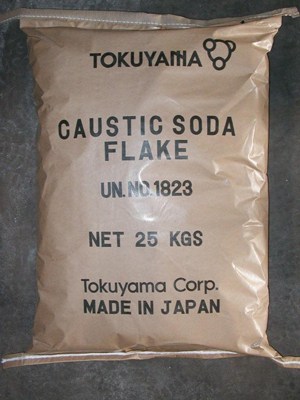 TOKUYAMA
CAUSTIC SODA
FLAKE
UN.NO.1823
NET 25 KGS
Tokuyama Corp.
MADE IN JAPAN